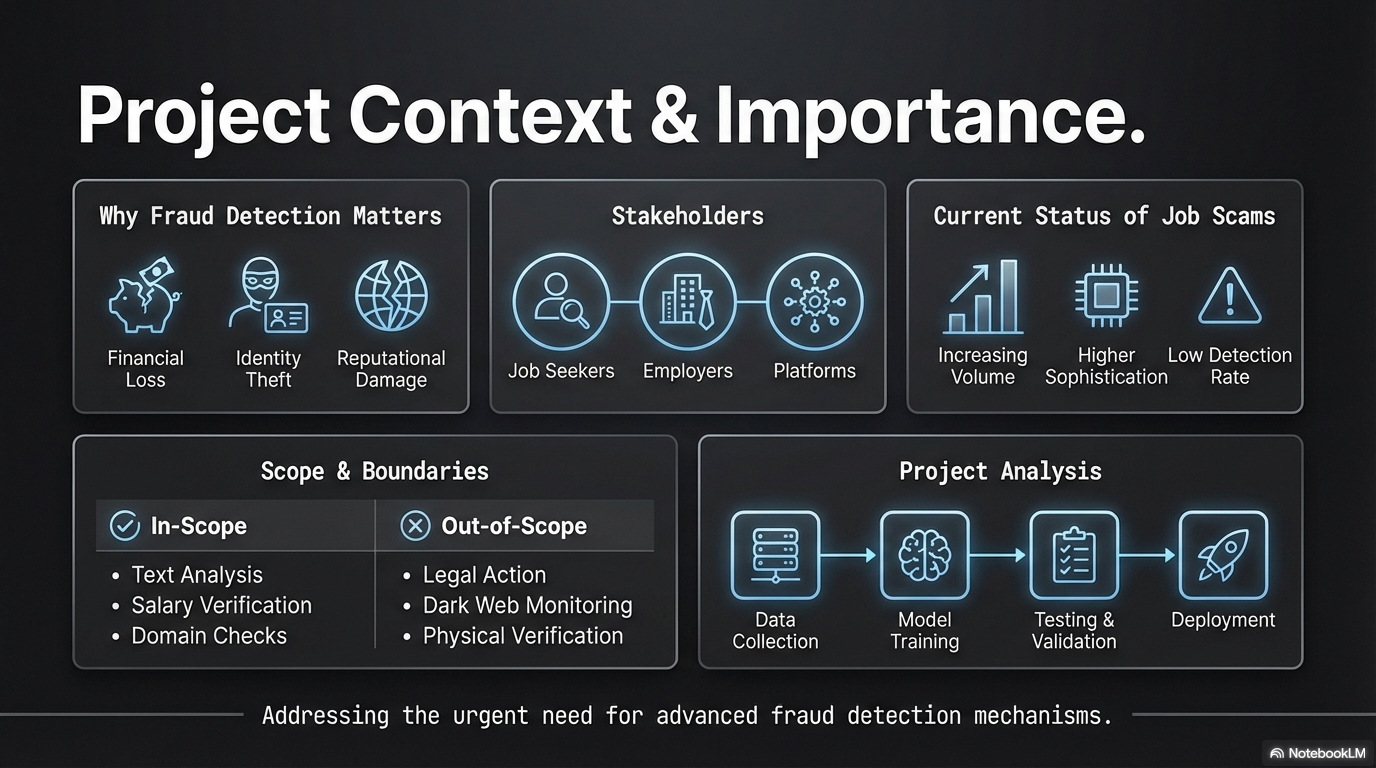 Project Context & Importance.
Why Fraud Detection Matters
Financial
Loss
Identity
Theft
Reputational
Damage
Stakeholders
Job Seekers
Employers
Platforms
Current Status of Job Scams
Increasing
Volume
Higher
Sophistication
Low Detection
Rate
Scope & Boundaries
In-Scope
• Text Analysis
• Salary Verification
• Domain Checks
Out-of-Scope
• Legal Action
• Dark Web Monitoring
• Physical Verification
Project Analysis
Data
Collection
Model
Training
Testing &
Validation
Deployment
Addressing the urgent need for advanced fraud detection mechanisms.
NotebookLM